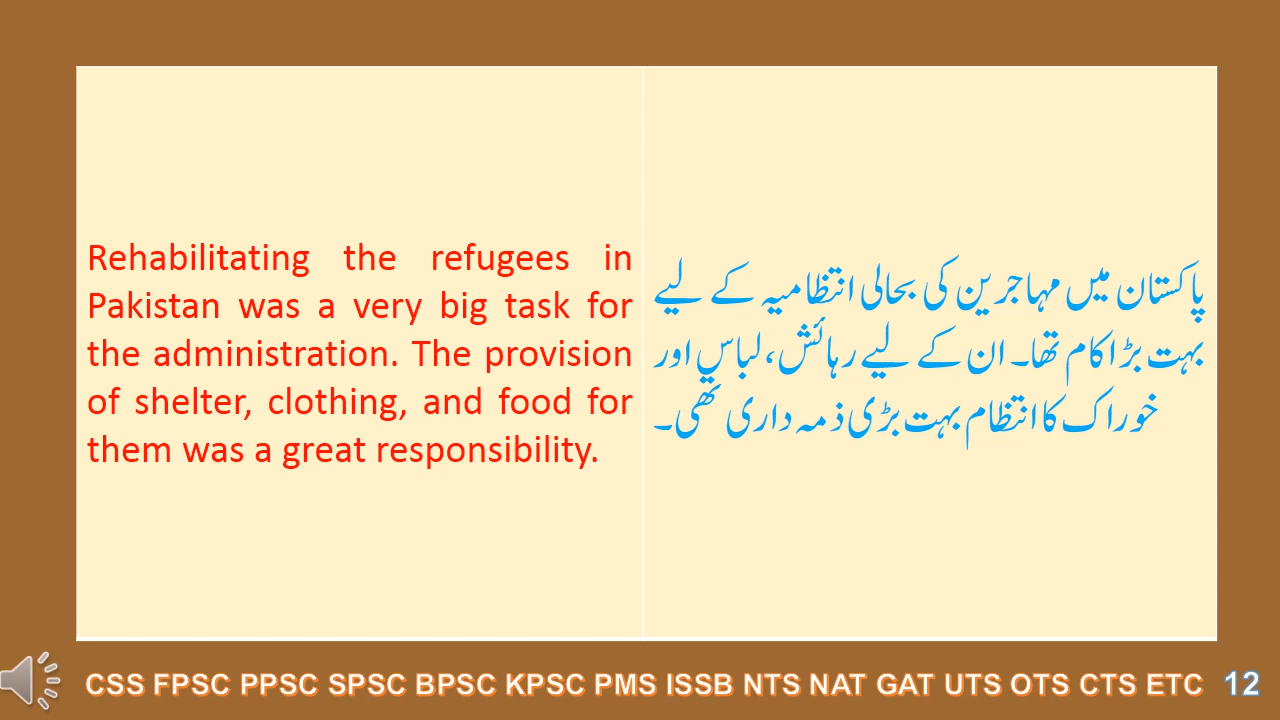 Rehabilitating the refugees in
Pakistan was a very big task for
the administration. The provision
of shelter, clothing, and food for
them was a great responsibility.
پاکستان میں مہاجرین کی بحالی انتظامیہ کے لیے
بہت بڑا کام تھا۔ ان کے لیے رہائش، لباس اور
خوراک کا انتظام بہت بڑی ذمہ داری تھی۔
CSS FPSC PPSC SPSC BPSC KPSC PMS ISSB NTS NAT GAT UTS OTS CTS ETC 12